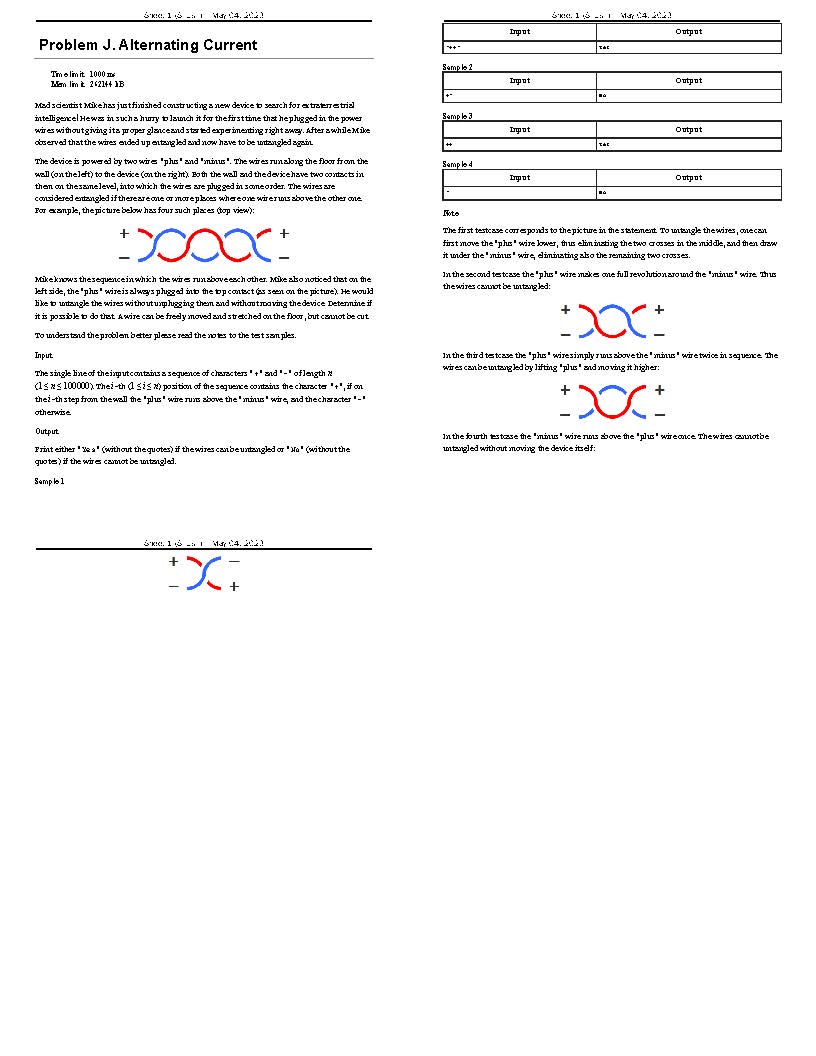 Problem J. Alternating Current
Time limit: 1000 ms
Mem limit: 262144 kB
Mad scientist Mike has just finished constructing a new device to search for extraterrestrial
intelligence! He was in such a hurry to launch it for the first time that he plugged in the power
wires without giving it a proper glance and started experimenting right away. After a while Mike
observed that the wires ended up entangled and now have to be untangled again.
The device is powered by two wires "plus" and "minus". The wires run along the floor from the
wall (on the left) to the device (on the right). Both the wall and the device have two contacts in
them on the same level, into which the wires are plugged in some order. The wires are
considered entangled if there are one or more places where one wire runs above the other one.
For example, the picture below has four such places (top view):
+ +
− −
Mike knows the sequence in which the wires run above each other. Mike also noticed that on the
left side, the "plus" wire is always plugged into the top contact (as seen on the picture). He would
like to untangle the wires without unplugging them and without moving the device. Determine if
it is possible to do that. A wire can be freely moved and stretched on the floor, but cannot be cut.
To understand the problem better please read the notes to the test samples.
Input
The single line of the input contains a sequence of characters "+" and "-" of length n
(1 ≤ n ≤ 100000). The i-th (1 ≤ i ≤ n) position of the sequence contains the character "+", if on
the i-th step from the wall the "plus" wire runs above the "minus" wire, and the character "-"
otherwise.
Output
Print either "Yes" (without the quotes) if the wires can be untangled or "No" (without the
quotes) if the wires cannot be untangled.
Sample 1
+ −
− +
Input Output
-++- Yes
Sample 2
Input Output
+- No
Sample 3
Input Output
++ Yes
Sample 4
Input Output
- No
Note
The first testcase corresponds to the picture in the statement. To untangle the wires, one can
first move the "plus" wire lower, thus eliminating the two crosses in the middle, and then draw
it under the "minus" wire, eliminating also the remaining two crosses.
In the second testcase the "plus" wire makes one full revolution around the "minus" wire. Thus
the wires cannot be untangled:
+ +
− −
In the third testcase the "plus" wire simply runs above the "minus" wire twice in sequence. The
wires can be untangled by lifting "plus" and moving it higher:
+ +
− −
In the fourth testcase the "minus" wire runs above the "plus" wire once. The wires cannot be
untangled without moving the device itself: